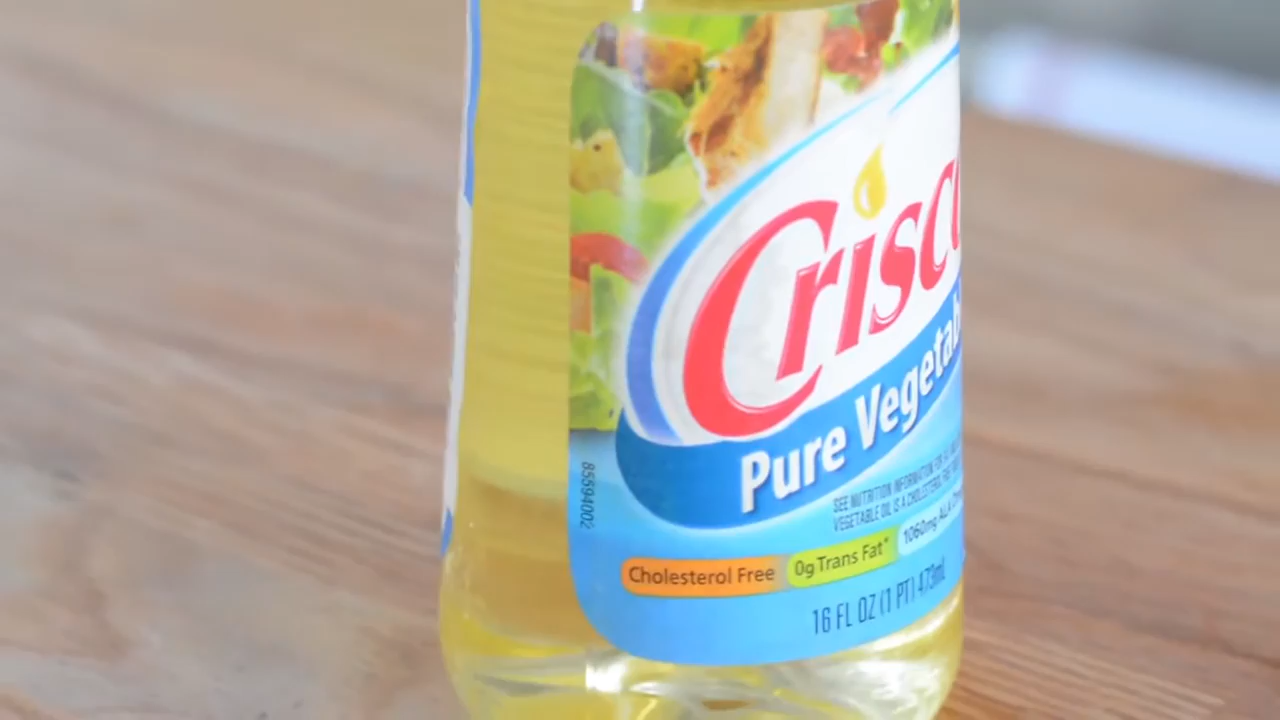 Crisco
Pure Vegetab
SEE NUTRITION INFORMATION FOR
VEGETABLE OIL IS A CHOLESTEROL FREE
Cholesterol Free
0g Trans Fat*
1060mg ALA
16 FL OZ (1 PT) 473mL
85594002